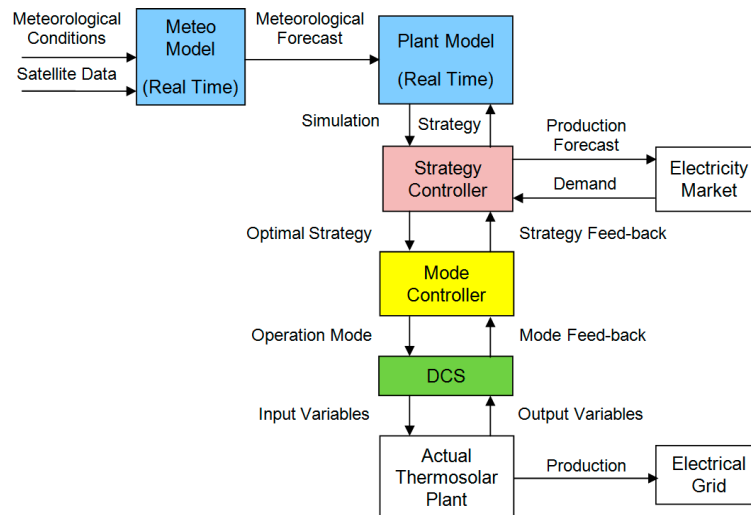 Meteorological
Conditions
Satellite Data
Meteo
Model
(Real Time)
Meteorological
Forecast
Plant Model
(Real Time)
Simulation
Strategy
Production
Forecast
Strategy
Controller
Demand
Electricity
Market
Optimal Strategy
Strategy Feed-back
Mode
Controller
Operation Mode
Mode Feed-back
DCS
Input Variables
Output Variables
Actual
Thermosolar
Plant
Production
Electrical
Grid